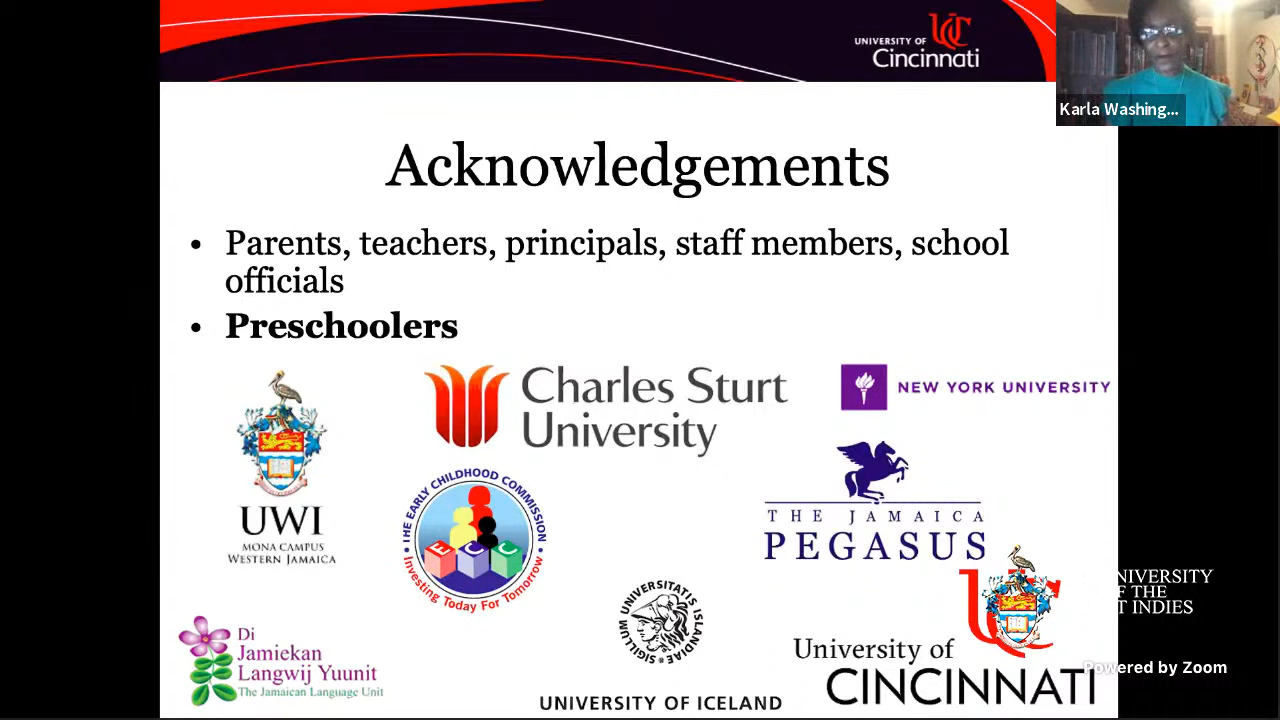 UNIVERSITY OF
Cincinnati
Karla Washing...
Acknowledgements
• Parents, teachers, principals, staff members, school
officials
• Preschoolers
Charles Sturt
University
NEW YORK UNIVERSITY
UWI
MONA CAMPUS
WESTERN JAMAICA
THE EARLY CHILDHOOD COMMISSION
E C C
Investing Today For Tomorrow
THE JAMAICA
PEGASUS
NIVERSITY
F THE
T INDIES
Di
Jamiekan
Langwij Yuunit
The Jamaican Language Unit
SIGILLUM UNIVERSITATIS ISLANDIAE
UNIVERSITY OF ICELAND
UC
University of
CINCINNATI
Powered by Zoom